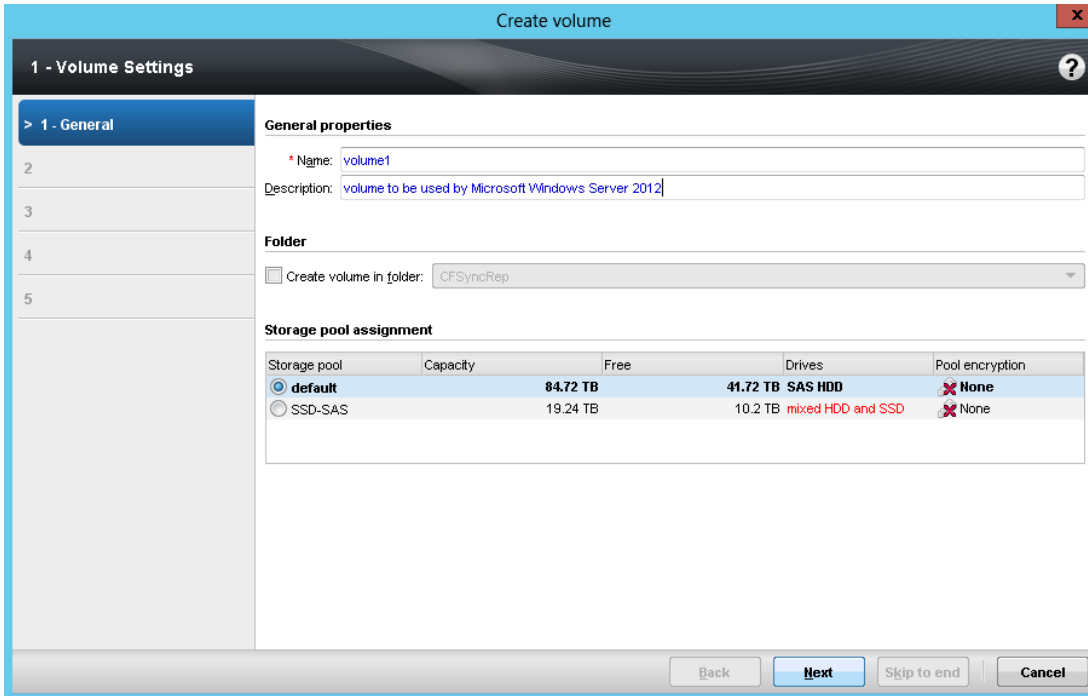 Create volume
x
1 - Volume Settings
?
> 1 - General
2
3
4
5
General properties
* Name: volume1
Description: volume to be used by Microsoft Windows Server 2012
Folder
Create volume in folder: CFSyncRep
Storage pool assignment
Storage pool Capacity Free Drives Pool encryption
default 84.72 TB 41.72 TB SAS HDD None
SSD-SAS 19.24 TB 10.2 TB mixed HDD and SSD None
Back Next Skip to end Cancel